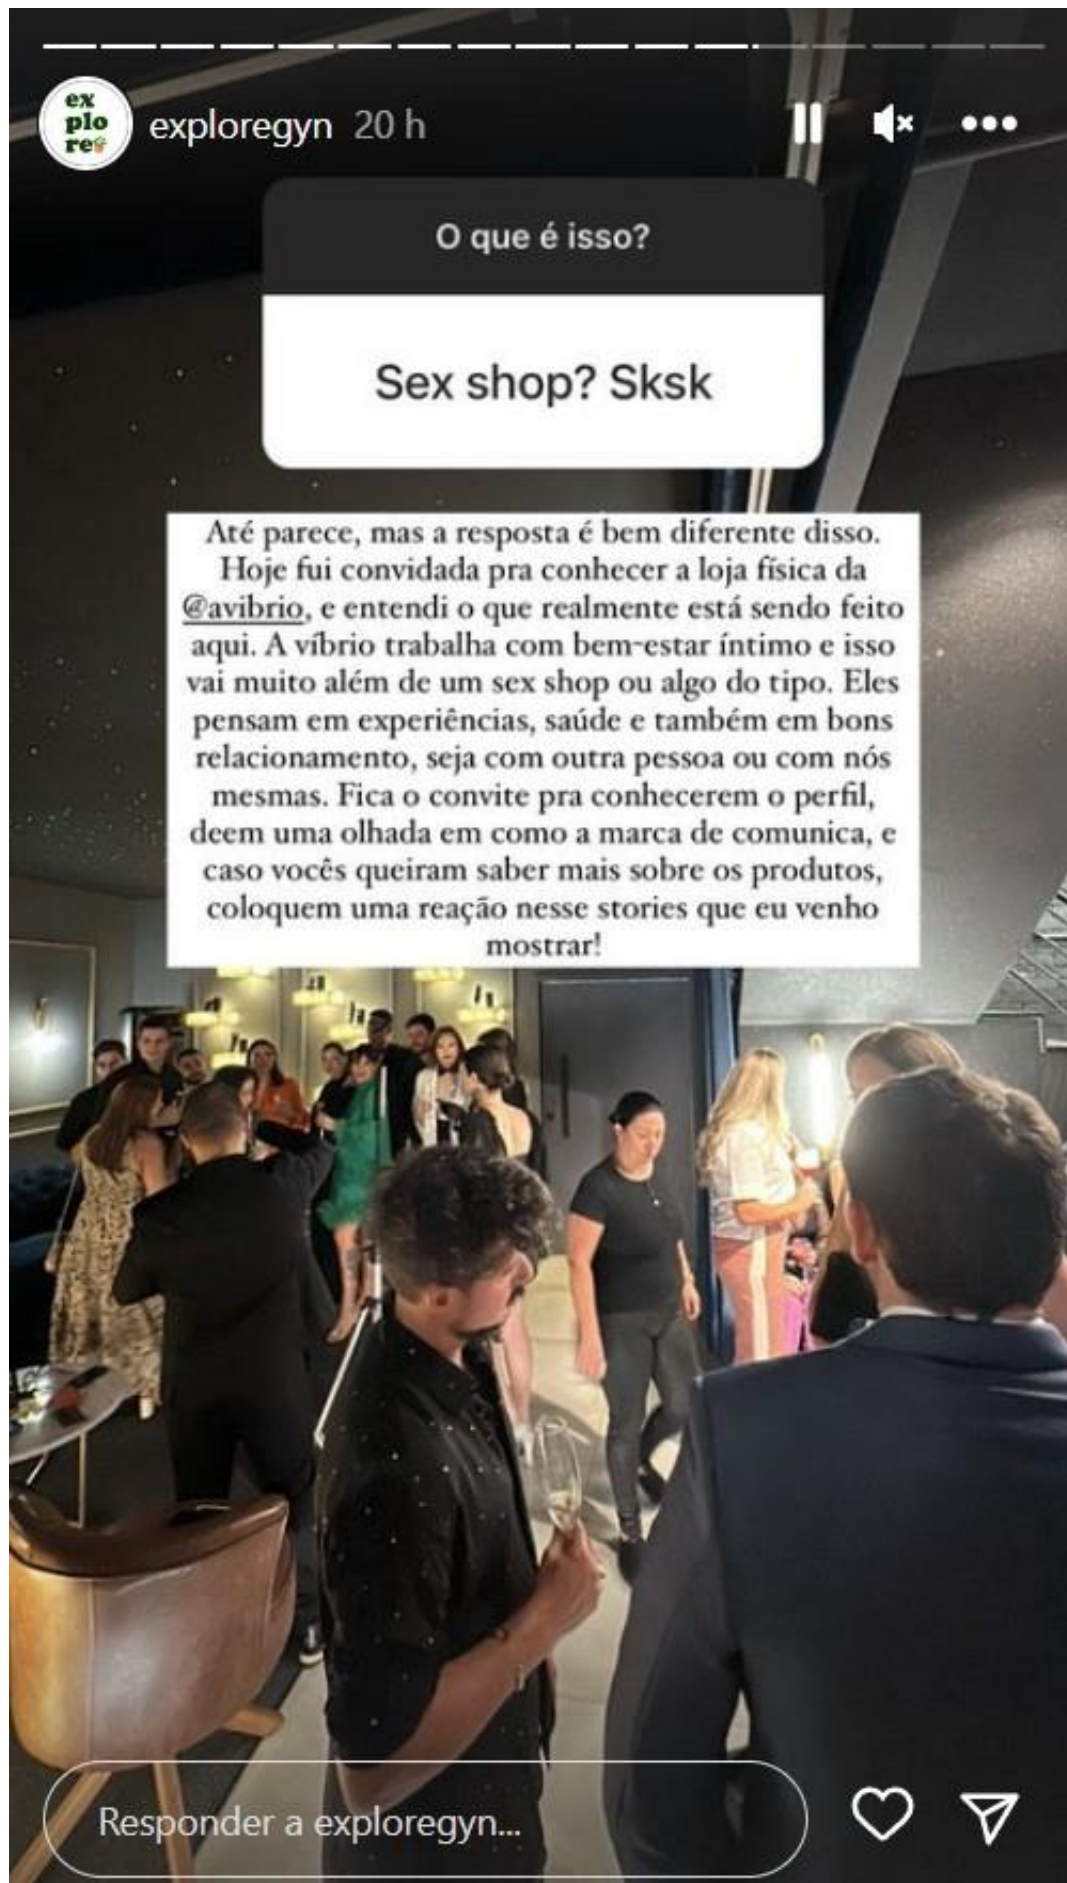 ex
plo
re
exploregyn 20 h
O que é isso?
Sex shop? Sksk
Até parece, mas a resposta é bem diferente disso.
Hoje fui convidada pra conhecer a loja física da
@avibrio, e entendi o que realmente está sendo feito
aqui. A víbrio trabalha com bem-estar íntimo e isso
vai muito além de um sex shop ou algo do tipo. Eles
pensam em experiências, saúde e também em bons
relacionamento, seja com outra pessoa ou com nós
mesmas. Fica o convite pra conhecerem o perfil,
deem uma olhada em como a marca de comunica, e
caso vocês queiram saber mais sobre os produtos,
coloquem uma reação nesse stories que eu venho
mostrar!
Responder a exploregyn...